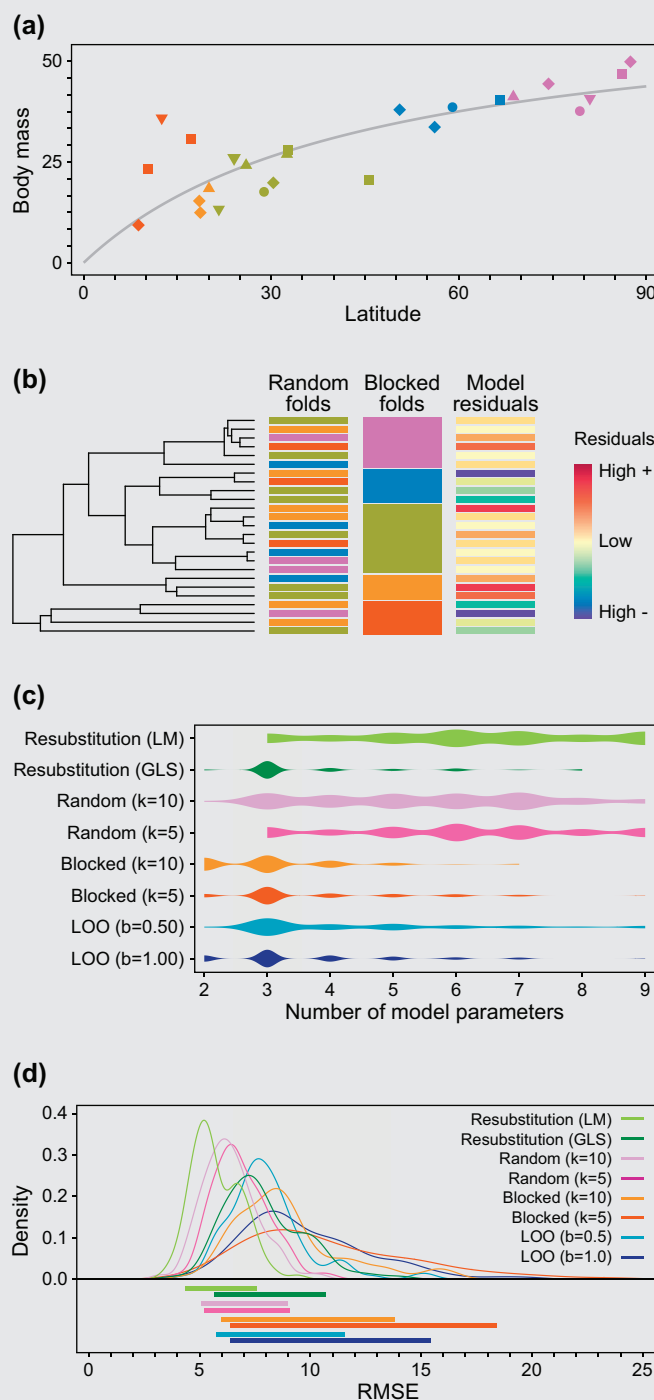 (a)
50
25
0
Body mass
0 30 60 90
Latitude
(b)
Random folds
Blocked folds
Model residuals
Residuals
High +
Low
High -
(c)
Resubstitution (LM)
Resubstitution (GLS)
Random (k=10)
Random (k=5)
Blocked (k=10)
Blocked (k=5)
LOO (b=0.50)
LOO (b=1.00)
2 3 4 5 6 7 8 9
Number of model parameters
(d)
0.4
0.3
0.2
0.1
0.0
Density
Resubstitution (LM)
Resubstitution (GLS)
Random (k=10)
Random (k=5)
Blocked (k=10)
Blocked (k=5)
LOO (b=0.5)
LOO (b=1.0)
0 5 10 15 20 25
RMSE